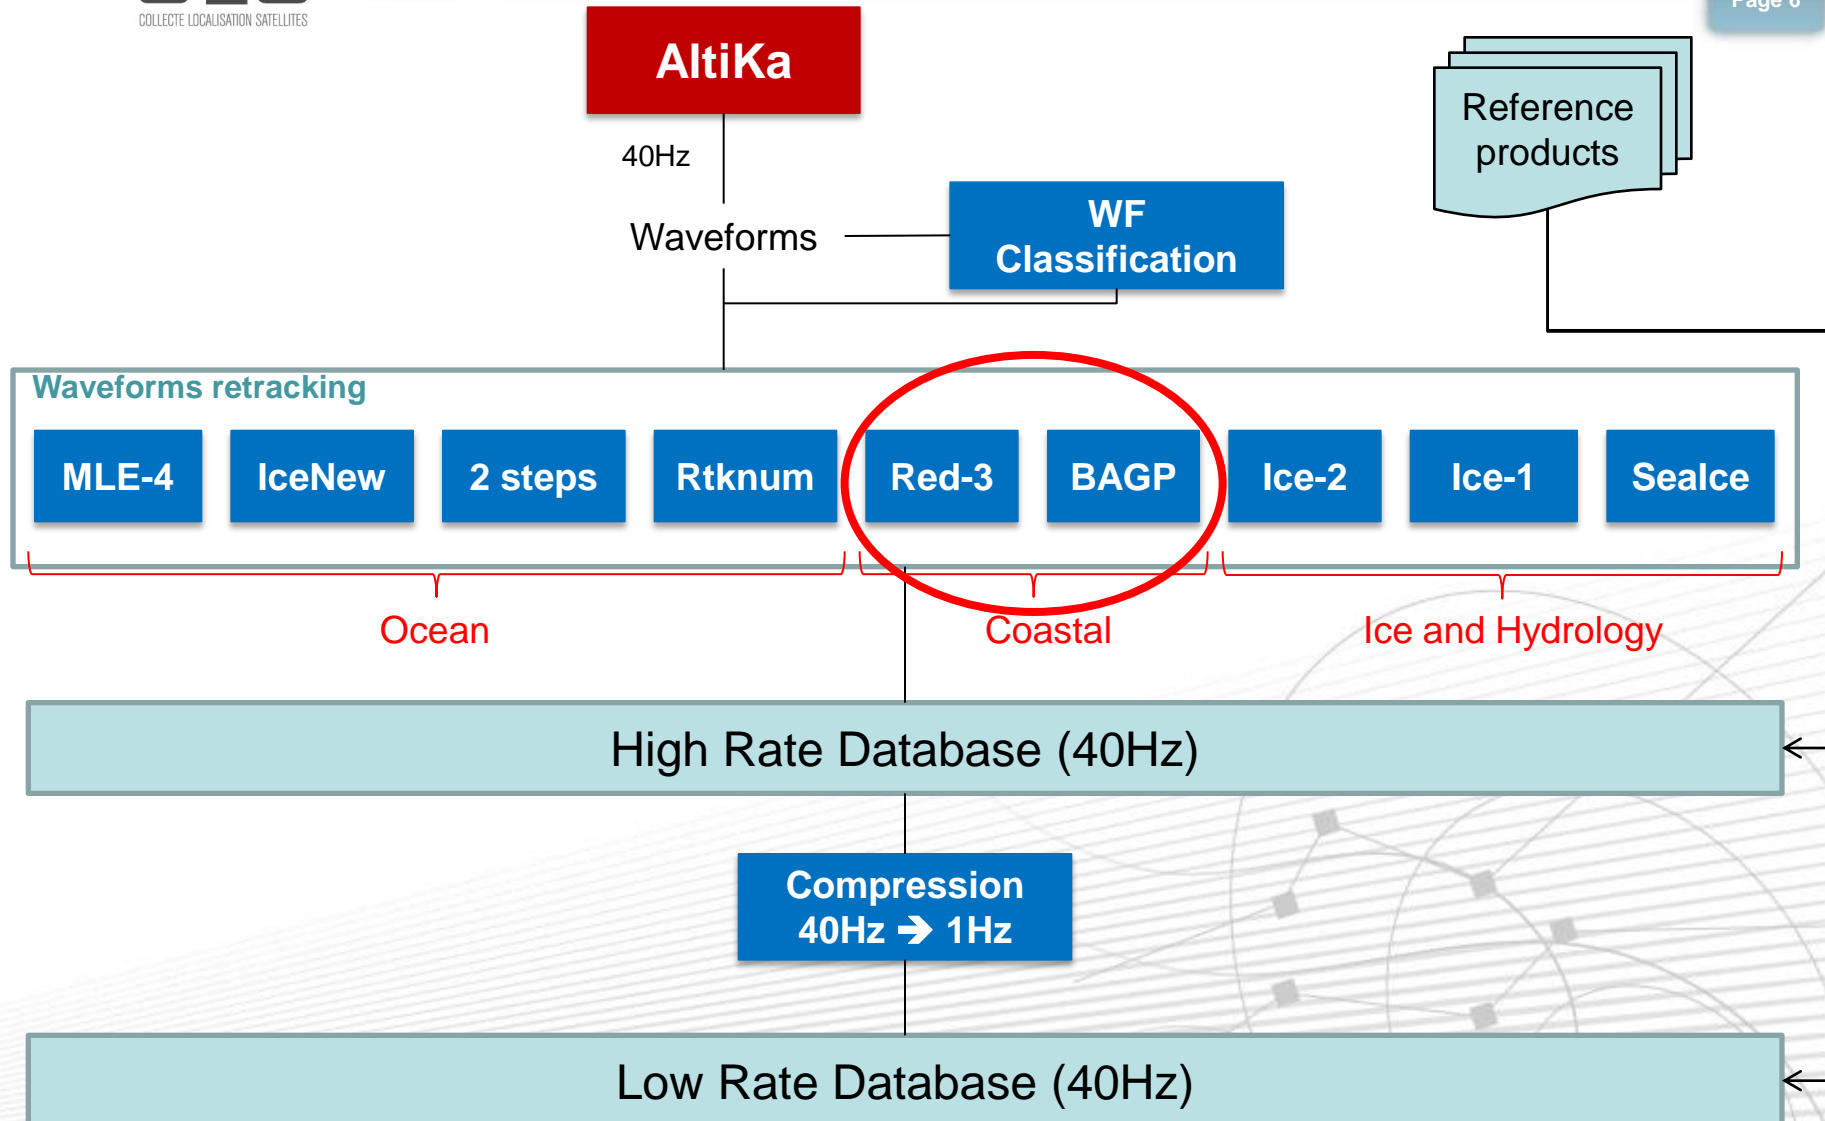 COLLECTE LOCALISATION SATELLITES
Page 6
AltiKa
Reference
products
40Hz
Waveforms
WF
Classification
Waveforms retracking
MLE-4
IceNew
2 steps
Rtknum
Red-3
BAGP
Ice-2
Ice-1
SeaIce
Ocean
Coastal
Ice and Hydrology
High Rate Database (40Hz)
Compression
40Hz ➔ 1Hz
Low Rate Database (40Hz)